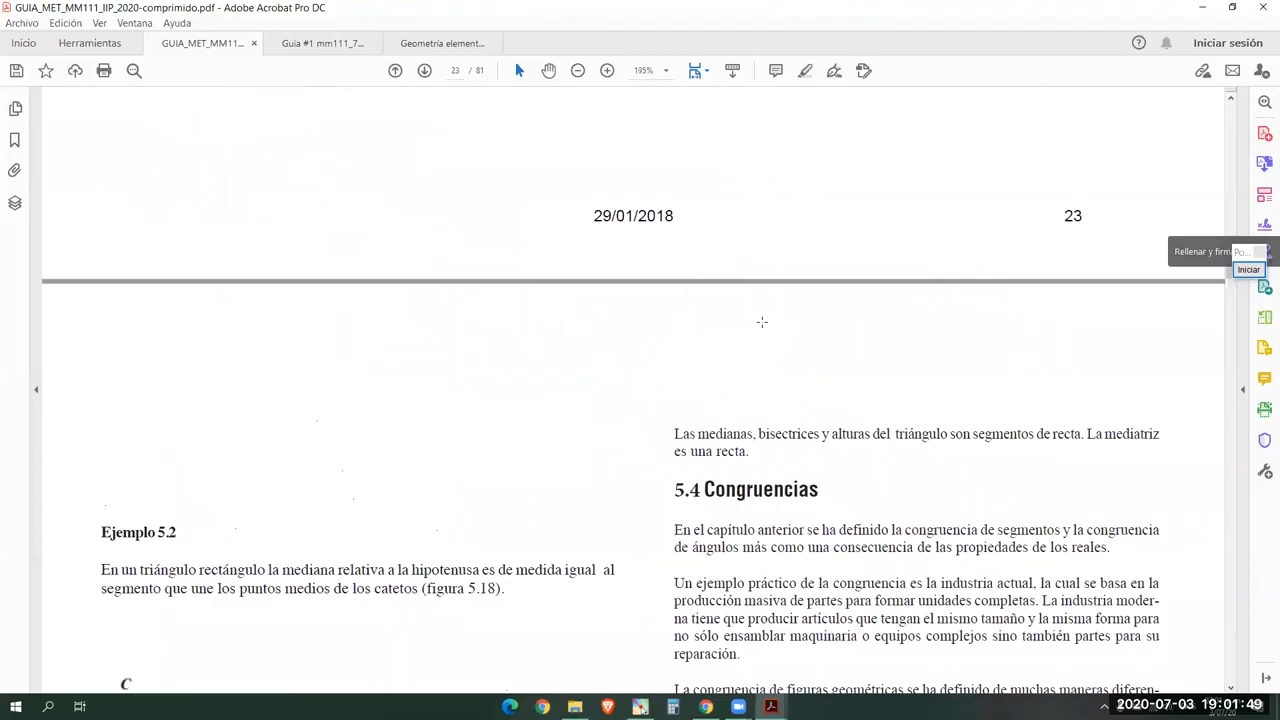 GUIA_MET_MM111_IIP_2020-comprimido.pdf - Adobe Acrobat Pro DC
Archivo Edición Ver Ventana Ayuda
Inicio Herramientas GUIA_MET_MM11... × Guia #1 mm111_7... Geometría element... Iniciar sesión
23 / 81 195%
29/01/2018 23
Rellenar y firm
Po...
Iniciar
Ejemplo 5.2
En un triángulo rectángulo la mediana relativa a la hipotenusa es de medida igual al
segmento que une los puntos medios de los catetos (figura 5.18).
C
Las medianas, bisectrices y alturas del triángulo son segmentos de recta. La mediatriz
es una recta.
5.4 Congruencias
En el capítulo anterior se ha definido la congruencia de segmentos y la congruencia
de ángulos más como una consecuencia de las propiedades de los reales.
Un ejemplo práctico de la congruencia es la industria actual, la cual se basa en la
producción masiva de partes para formar unidades completas. La industria moder-
na tiene que producir artículos que tengan el mismo tamaño y la misma forma para
no sólo ensamblar maquinaria o equipos complejos sino también partes para su
reparación.
La congruencia de figuras geométricas se ha definido de muchas maneras diferen-
2020-07-03 19:01:49